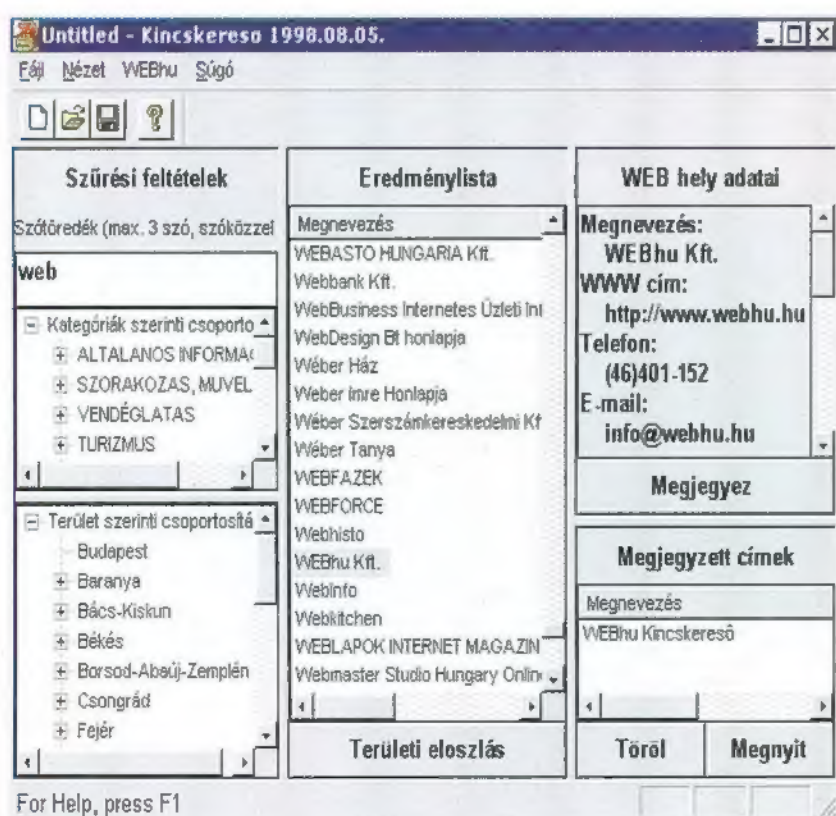 Untitled - Kincskereso 1998.08.05.
Fájl Nézet WEBhu Súgó
Szűrési feltételek
Szótöredék (max. 3 szó, szóközzel
web
Kategóriák szerinti csoporto
ALTALANOS INFORMAC
SZORAKOZAS, MUVEL
VENDÉGLATAS
TURIZMUS
Terület szerinti csoportosítá
Budapest
Baranya
Bács-Kiskun
Békés
Borsod-Abaúj-Zemplén
Csongrád
Fejér
Eredménylista
Megnevezés
WEBASTO HUNGARIA Kft.
Webbank Kft.
WebBusiness Internetes Üzleti Int
WebDesign Bt honlapja
Wéber Ház
Weber Imre Honlapja
Wéber Szerszámkereskedelmi Kf
Wéber Tanya
WEBFAZEK
WEBFORCE
Webhisto
WEBhu Kft.
WebInfo
Webkitchen
WEBLAPOK INTERNET MAGAZIN
Webmaster Studio Hungary Online
Területi eloszlás
WEB hely adatai
Megnevezés:
WEBhu Kft.
WWW cím:
http://www.webhu.hu
Telefon:
(46)401-152
E-mail:
info@webhu.hu
Megjegyez
Megjegyzett címek
Megnevezés
WEBhu Kincskereső
Töröl Megnyit
For Help, press F1